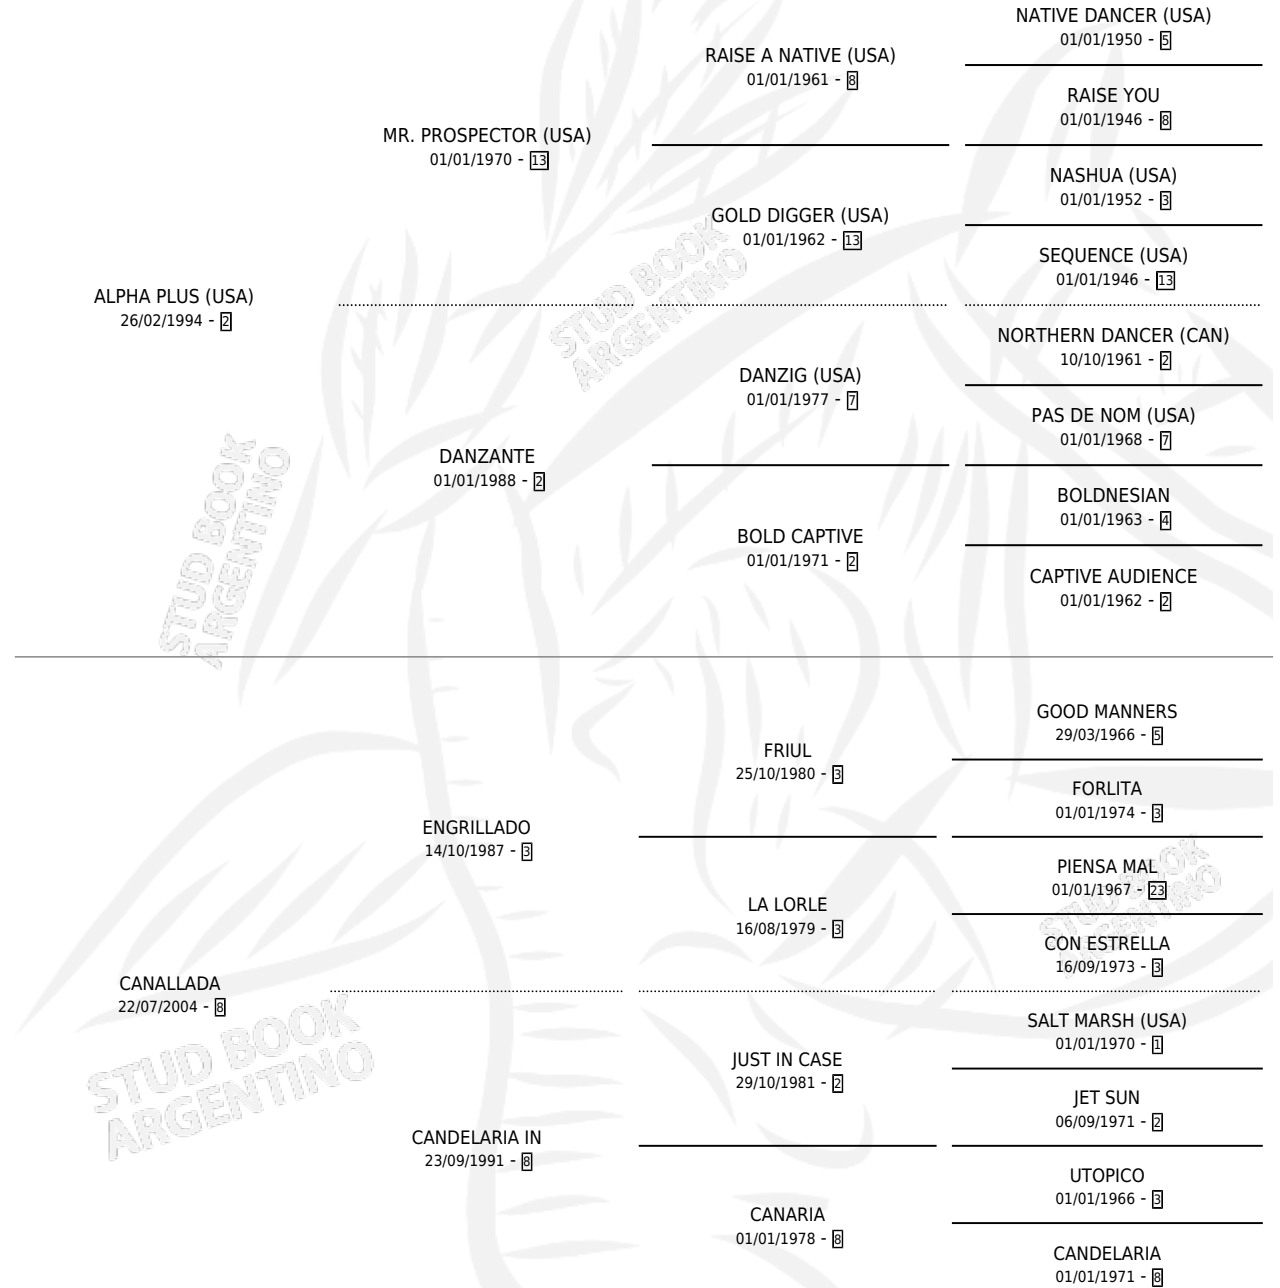 NATIVE DANCER (USA)
01/01/1950 - 5
RAISE A NATIVE (USA)
01/01/1961 - 8
RAISE YOU
01/01/1946 - 8
MR. PROSPECTOR (USA)
01/01/1970 - 13
NASHUA (USA)
01/01/1952 - 3
GOLD DIGGER (USA)
01/01/1962 - 13
SEQUENCE (USA)
01/01/1946 - 13
ALPHA PLUS (USA)
26/02/1994 - 2
STUD BOOK
ARGENTINO
NORTHERN DANCER (CAN)
10/10/1961 - 2
DANZIG (USA)
01/01/1977 - 7
PAS DE NOM (USA)
01/01/1968 - 7
DANZANTE
01/01/1988 - 2
BOLDNESIAN
01/01/1963 - 4
BOLD CAPTIVE
01/01/1971 - 2
CAPTIVE AUDIENCE
01/01/1962 - 2
STUD BOOK
ARGENTINO
GOOD MANNERS
29/03/1966 - 5
FRIUL
25/10/1980 - 3
FORLITA
01/01/1974 - 3
ENGRILLADO
14/10/1987 - 3
PIENSA MAL
01/01/1967 - 23
LA LORLE
16/08/1979 - 3
CON ESTRELLA
16/09/1973 - 3
STUD BOOK
ARGENTINO
CANALLADA
22/07/2004 - 8
STUD BOOK
ARGENTINO
SALT MARSH (USA)
01/01/1970 - 1
JUST IN CASE
29/10/1981 - 2
JET SUN
06/09/1971 - 2
CANDELARIA IN
23/09/1991 - 8
UTOPICO
01/01/1966 - 3
CANARIA
01/01/1978 - 8
CANDELARIA
01/01/1971 - 8